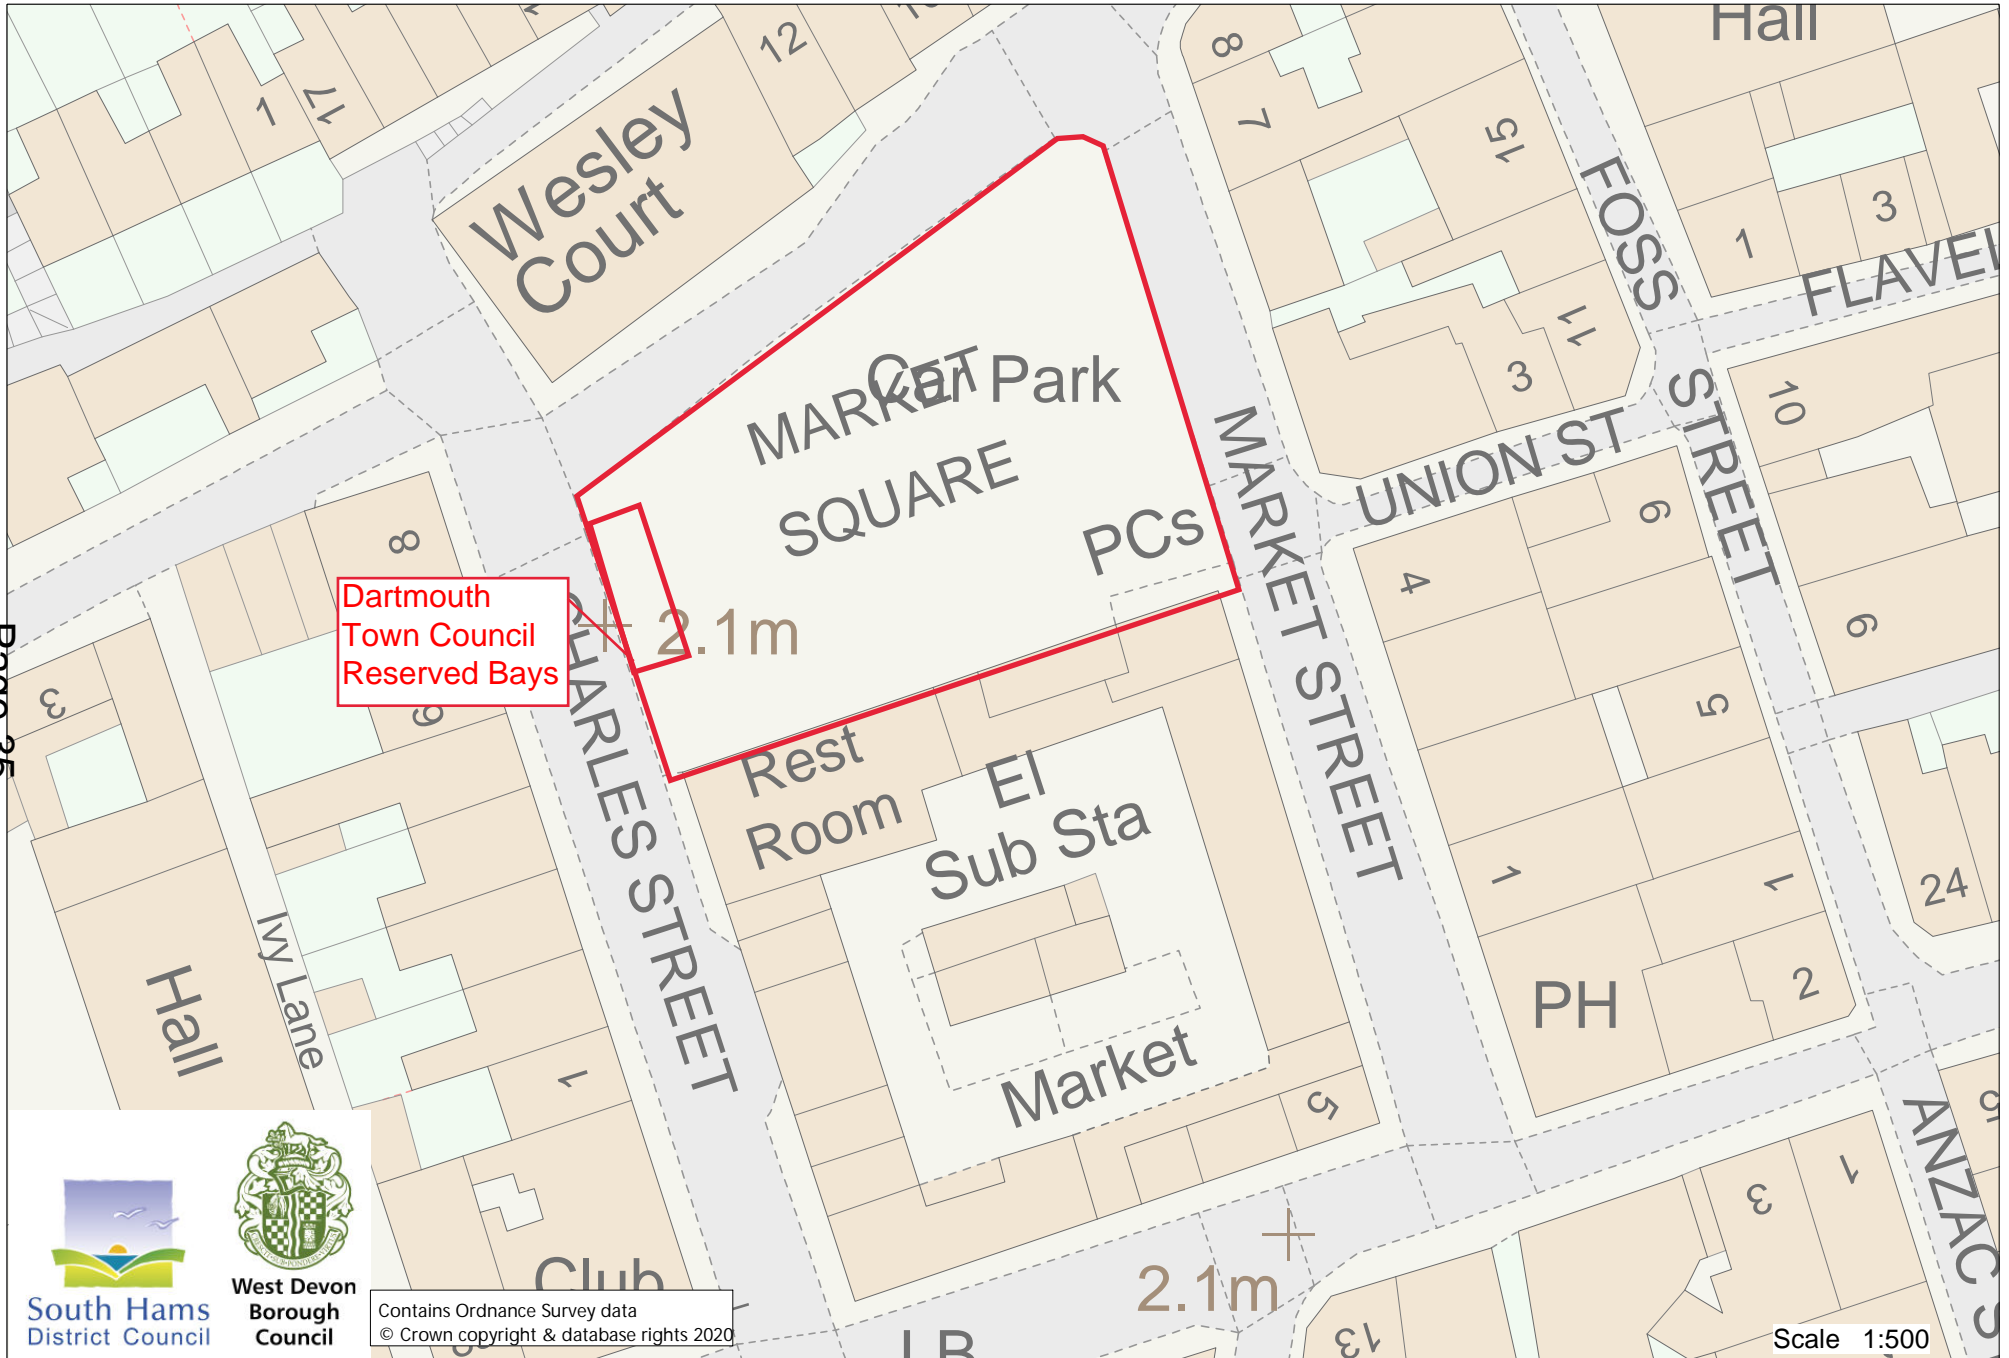 Hall
12
8
1
17
7
15
Wesley
Court
FOSS
STREET
3
1
FLAVEL
11
3
Car Park
MARKET
SQUARE
10
MARKET STREET
UNION ST
PCs
8
6
4
Dartmouth
Town Council
Reserved Bays
2.1m
CHARLES STREET
6
9
3
5
Page 35
Rest
Room
El
Sub Sta
24
1
1
Ivy Lane
Hall
PH
2
Market
1
5
ANZAC S
3
1
Club
2.1m
13
LB
South Hams
District Council
West Devon
Borough
Council
Contains Ordnance Survey data
© Crown copyright & database rights 2020
Scale 1:500